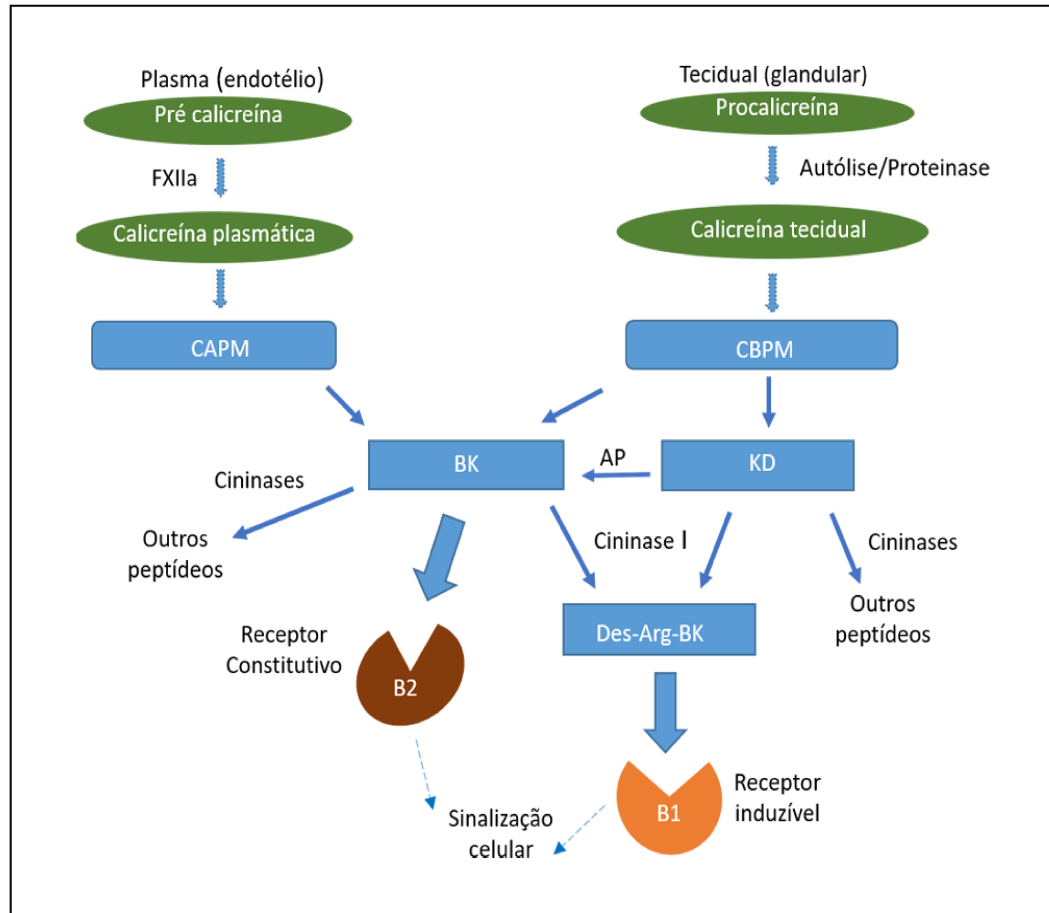 Plasma (endotélio)
Pré calicreína
FXIIa
Calicreína plasmática
CAPM
Tecidual (glandular)
Procalicreína
Autólise/Proteinase
Calicreína tecidual
CBPM
BK
AP
KD
Cininases
Outros
peptídeos
Cininase I
Cininases
Outros
peptídeos
Des-Arg-BK
Receptor
Constitutivo
B2
B1
Receptor
induzível
Sinalização
celular